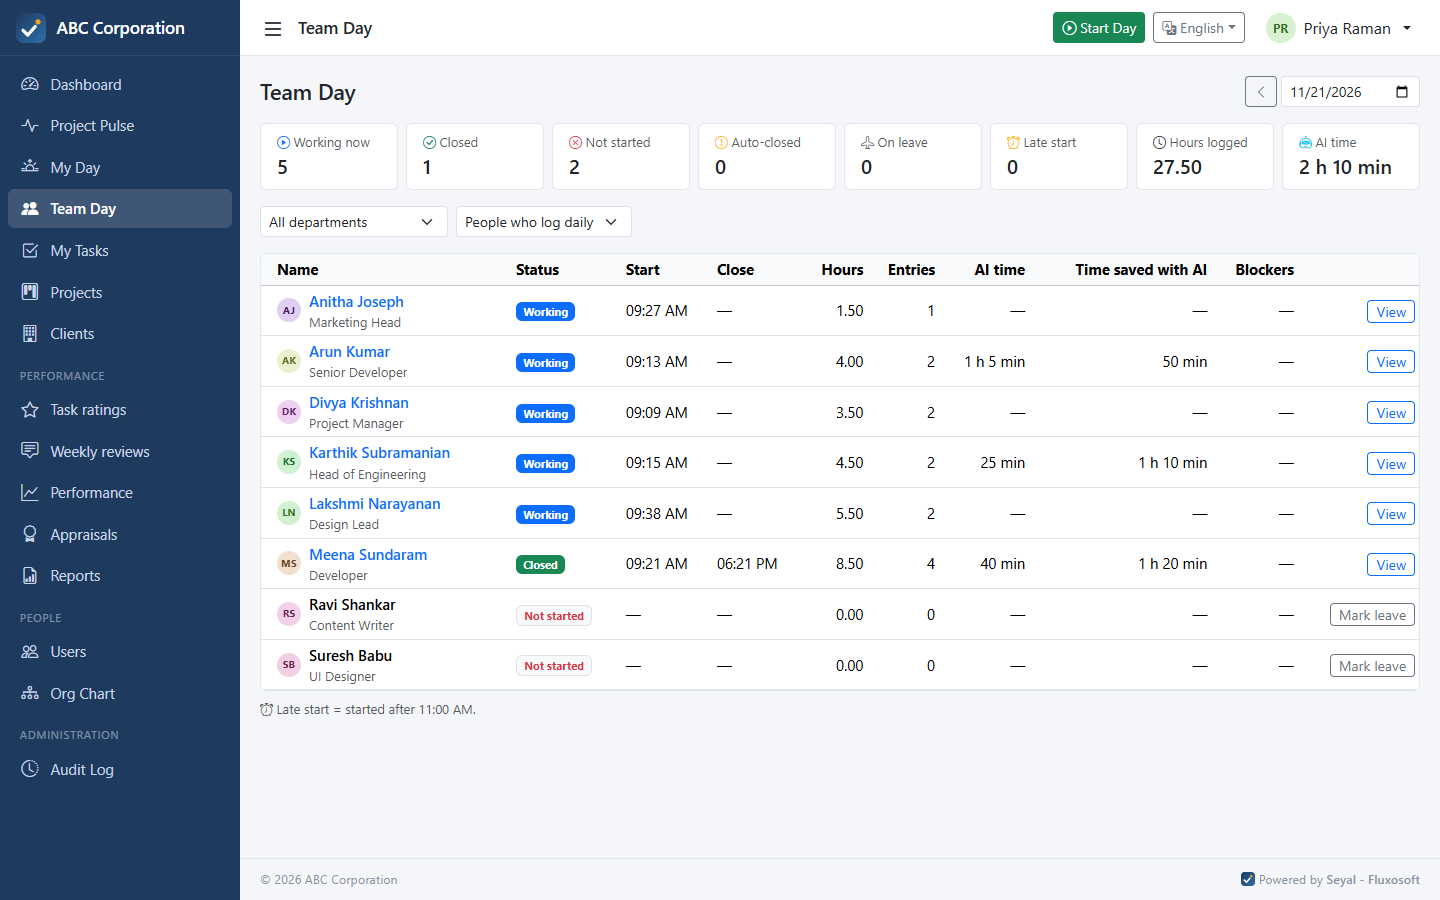 ABC Corporation
Team Day
Start Day
English
PR
Priya Raman
Dashboard
Project Pulse
My Day
Team Day
My Tasks
Projects
Clients
PERFORMANCE
Task ratings
Weekly reviews
Performance
Appraisals
Reports
PEOPLE
Users
Org Chart
ADMINISTRATION
Audit Log
Team Day
11/21/2026
Working now
5
Closed
1
Not started
2
Auto-closed
0
On leave
0
Late start
0
Hours logged
27.50
AI time
2 h 10 min
All departments
People who log daily
Name Status Start Close Hours Entries AI time Time saved with AI Blockers
AJ Anitha Joseph
Marketing Head
Working 09:27 AM — 1.50 1 — — — View
AK Arun Kumar
Senior Developer
Working 09:13 AM — 4.00 2 1 h 5 min 50 min — View
DK Divya Krishnan
Project Manager
Working 09:09 AM — 3.50 2 — — — View
KS Karthik Subramanian
Head of Engineering
Working 09:15 AM — 4.50 2 25 min 1 h 10 min — View
LN Lakshmi Narayanan
Design Lead
Working 09:38 AM — 5.50 2 — — — View
MS Meena Sundaram
Developer
Closed 09:21 AM 06:21 PM 8.50 4 40 min 1 h 20 min — View
RS Ravi Shankar
Content Writer
Not started — — 0.00 0 — — — Mark leave
SB Suresh Babu
UI Designer
Not started — — 0.00 0 — — — Mark leave
Late start = started after 11:00 AM.
© 2026 ABC Corporation
Powered by Seyal - Fluxosoft